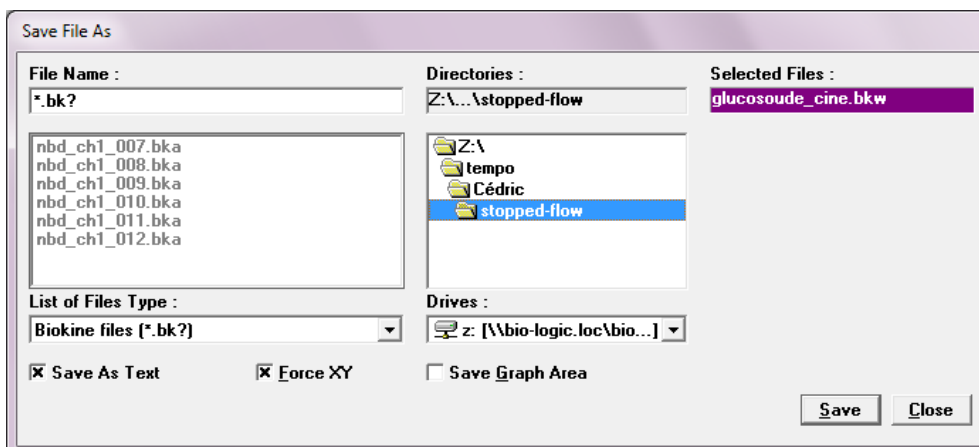 Save File As
File Name :
*.bk?
nbd_ch1_007.bka
nbd_ch1_008.bka
nbd_ch1_009.bka
nbd_ch1_010.bka
nbd_ch1_011.bka
nbd_ch1_012.bka
List of Files Type :
Biokine files (*.bk?)
Save As Text
Force XY
Directories :
Z:\...\stopped-flow
Z:\
tempo
Cédric
stopped-flow
Drives :
z: [\\bio-logic.loc\bio...]
Save Graph Area
Selected Files :
glucosoude_cine.bkw
Save
Close